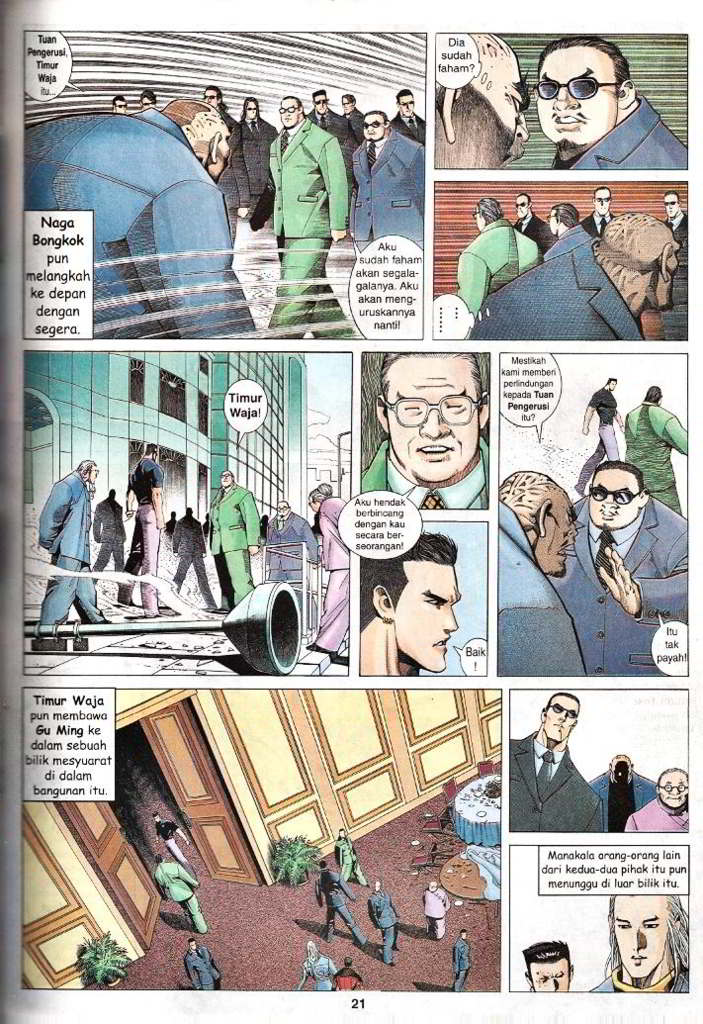 Tuan
Pengerusi,
Timur
Waja
itu...
Naga
Bongkok
pun
melangkah
ke depan
dengan
segera.
Aku
sudah faham
akan segala-
galanya. Aku
akan meng-
uruskannya
nanti!
Dia
sudah
faham?
...
...
Timur
Waja!
Aku hendak
berbincang
dengan kau
secara ber-
seorangan!
Baik
!
Mestikah
kami memberi
perlindungan
kepada Tuan
Pengerusi
itu?
Itu
tak
payah!
Timur Waja
pun membawa
Gu Ming ke
dalam sebuah
bilik mesyuarat
di dalam
bangunan itu.
Manakala orang-orang lain
dari kedua-dua pihak itu pun
menunggu di luar bilik itu.
21